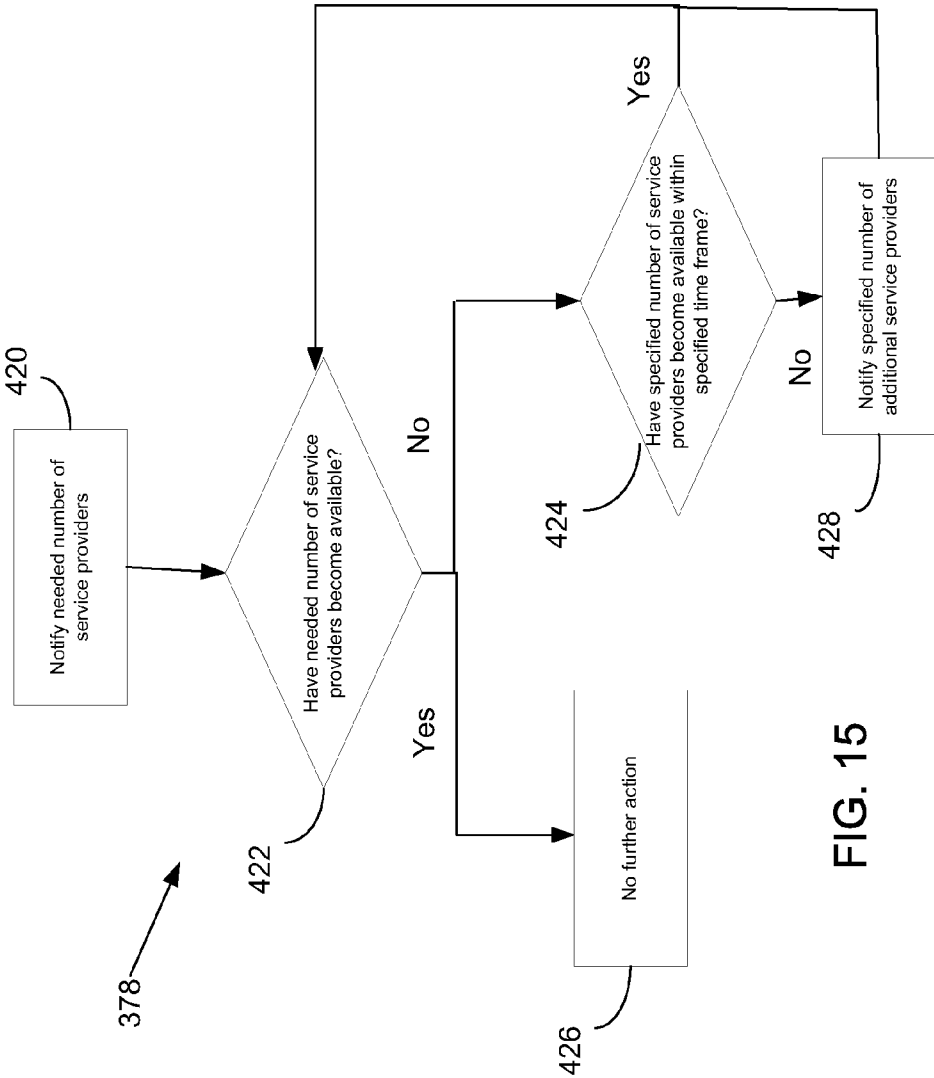 420
Notify needed number of
service providers
378
422
Have needed number of service
providers become available?
Yes
No
424
Have specified number of service
providers become available within
specified time frame?
Yes
No
426
No further action
428
Notify specified number of
additional service providers
FIG. 15